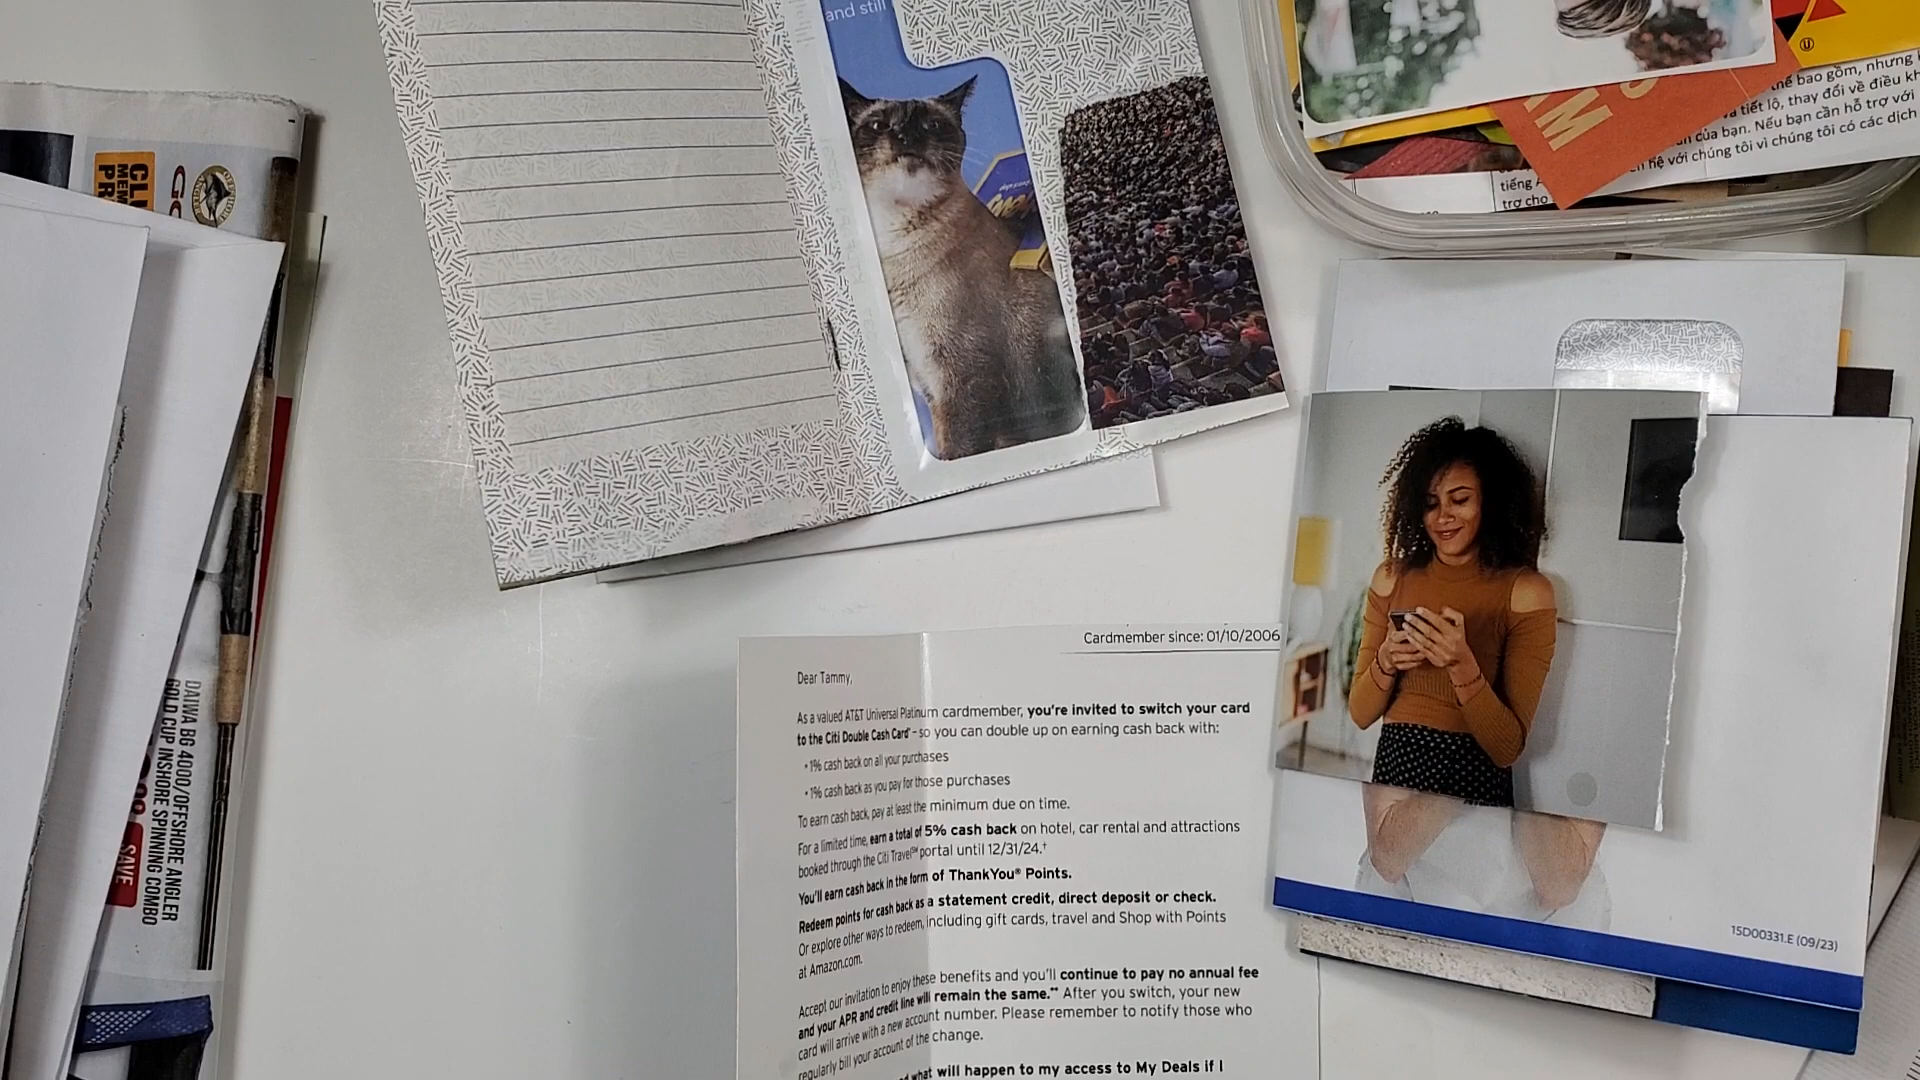 and still
CLU
MEM
PR
GO
OFFSHORE
ANGLER
DAIWA BG 4000/OFFSHORE ANGLER
GOLD CUP INSHORE SPINNING COMBO
SAVE
U
thể bao gồm, nhưng
tiết lộ, thay đổi về điều
của bạn. Nếu bạn cần hỗ trợ với
hệ với chúng tôi vì chúng tôi có các dịch
tiếng
trợ cho
Cardmember since: 01/10/2006
Dear Tammy,
As a valued AT&T Universal Platinum cardmember, you're invited to switch your card
to the Citi Double Cash Card® – so you can double up on earning cash back with:
• 1% cash back on all your purchases
• 1% cash back as you pay for those purchases
To earn cash back, pay at least the minimum due on time.
For a limited time, earn a total of 5% cash back on hotel, car rental and attractions
booked through the Citi Travel℠ portal until 12/31/24.†
You'll earn cash back in the form of ThankYou® Points.
Redeem points for cash back as a statement credit, direct deposit or check.
Or explore other ways to redeem, including gift cards, travel and Shop with Points
at Amazon.com.
Accept our invitation to enjoy these benefits and you'll continue to pay no annual fee
and your APR and credit line will remain the same.** After you switch, your new
card will arrive with a new account number. Please remember to notify those who
regularly bill your account of the change.
what will happen to my access to My Deals if I
15D00331.E (09/23)